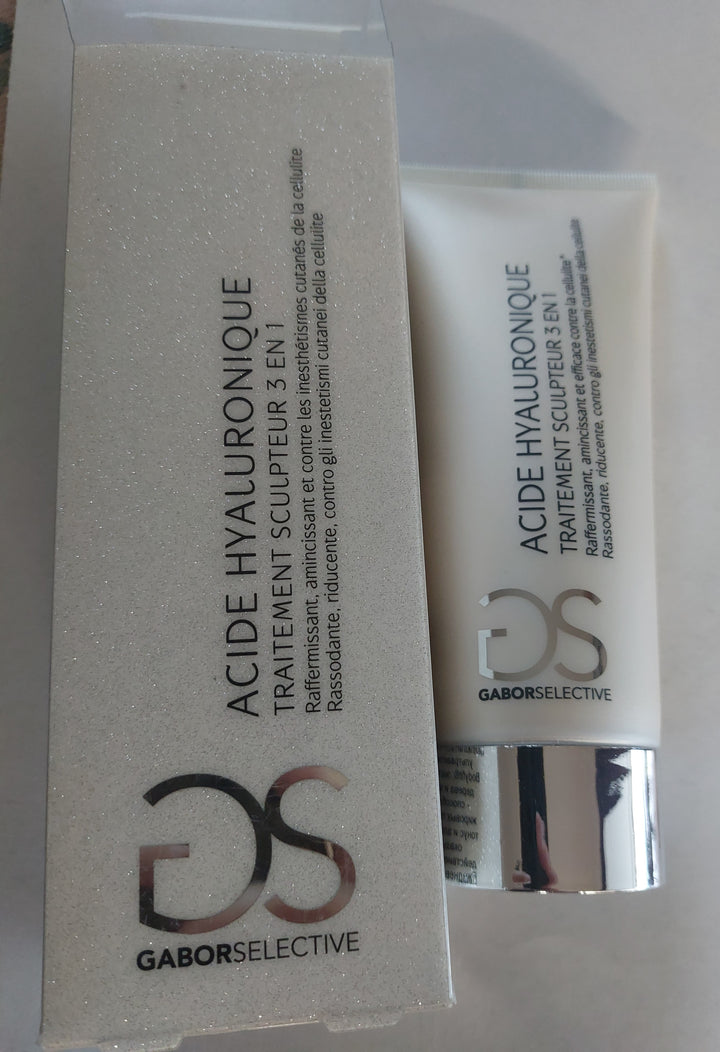 ACIDE HYALURONIQUE
TRAITEMENT SCULPTEUR 3 EN 1
Raffermissant, amincissant et contre les inesthétismes cutanés de la cellulite
Rassodante, riducente, contro gli inestetismi cutanei della cellulite
GS
GABORSELECTIVE
ACIDE HYALURONIQUE
TRAITEMENT SCULPTEUR 3 EN 1
Raffermissant, amincissant et efficace contre la cellulite*
Rassodante, riducente, contro gli inestetismi cutanei della cellulite
GS
GABORSELECTIVE